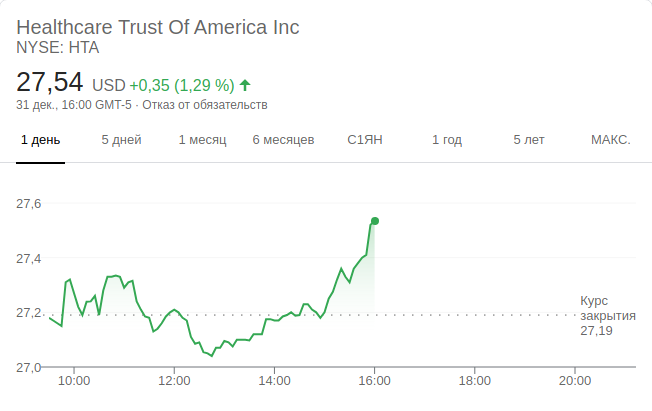 Healthcare Trust Of America Inc
NYSE: HTA
27,54 USD +0,35 (1,29 %)
31 дек., 16:00 GMT-5 · Отказ от обязательств
1 день 5 дней 1 месяц 6 месяцев С1ЯН 1 год 5 лет МАКС.
27,6
27,4
27,2
27,0
Курс
закрытия
27,19
10:00 12:00 14:00 16:00 18:00 20:00